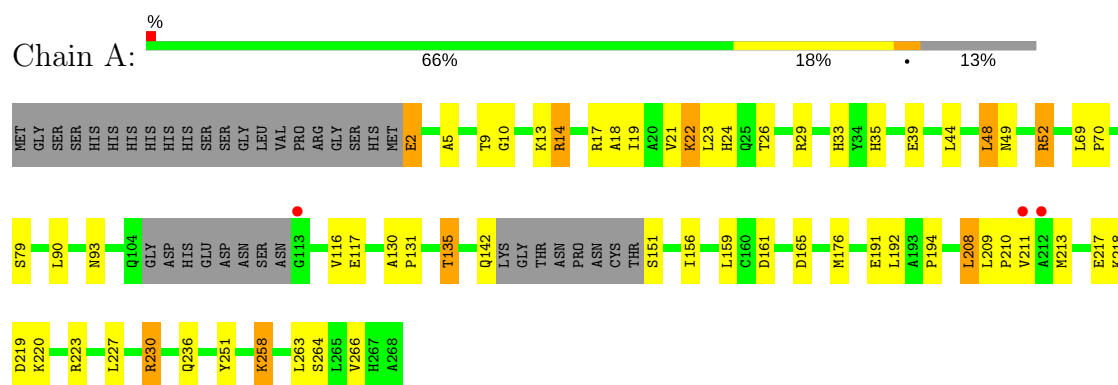 %
Chain A:
66% 18% • 13%
MET GLY SER SER HIS HIS HIS HIS HIS HIS SER SER GLY LEU VAL PRO ARG GLY SER HIS MET E2 A5 T9 G10 K13 R14 R17 A18 I19 A20 V21 K22 L23 H24 Q25 T26 R29 H33 Y34 H35 E39 L44 L48 N49 R52 L69 P70
S79 L90 N93 Q104 GLY ASP HIS GLU ASP ASN SER ASN G113 V116 E117 A130 P131 T135 Q142 LYS GLY THR ASN PRO ASN CYS THR S151 I156 L159 C160 D161 D165 M176 E191 L192 A193 P194 L208 L209 P210 V211 A212 M213 E217 K218
D219 K220 R223 L227 R230 Q236 Y251 K258 L263 S264 L265 V266 H267 A268